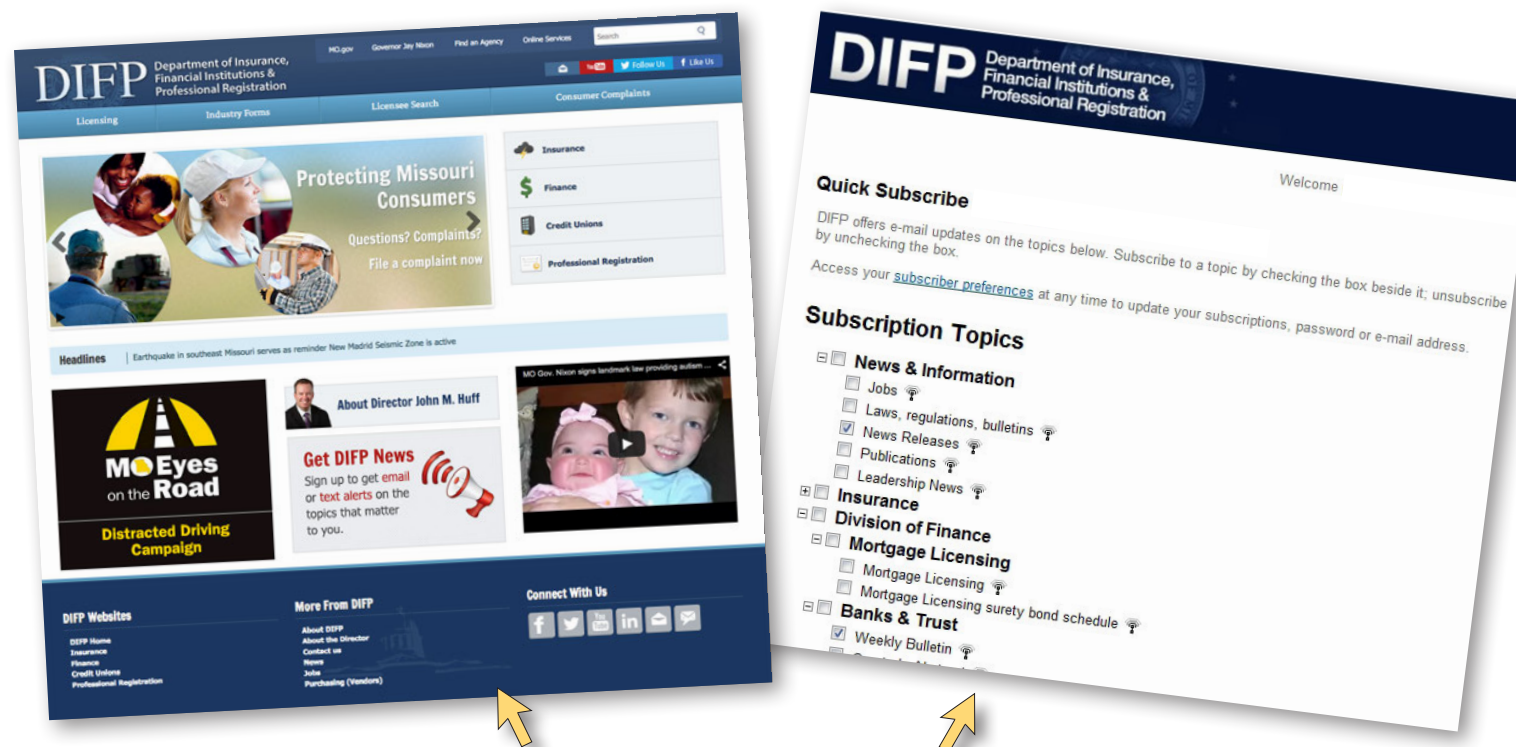 DIFP
Department of Insurance,
Financial Institutions &
Professional Registration
MO.gov
Governor Jay Nixon
Find an Agency
Online Services
Search
You Tube
Follow Us
Like Us
Licensing
Industry Forms
Licensee Search
Consumer Complaints
Protecting Missouri
Consumers
Questions? Complaints?
File a complaint now
Insurance
Finance
Credit Unions
Professional Registration
Headlines
Earthquake in southeast Missouri serves as reminder New Madrid Seismic Zone is active
MO Eyes
on the Road
Distracted Driving
Campaign
About Director John M. Huff
Get DIFP News
Sign up to get email
or text alerts on the
topics that matter
to you.
MO Gov. Nixon signs landmark law providing autism ...
DIFP Websites
DIFP Home
Insurance
Finance
Credit Unions
Professional Registration
More From DIFP
About DIFP
About the Director
Contact us
News
Jobs
Purchasing (Vendors)
Connect With Us
You Tube
in
DIFP
Department of Insurance,
Financial Institutions &
Professional Registration
Welcome
Quick Subscribe
DIFP offers e-mail updates on the topics below. Subscribe to a topic by checking the box beside it; unsubscribe
by unchecking the box.
Access your subscriber preferences at any time to update your subscriptions, password or e-mail address.
Subscription Topics
News & Information
Jobs
Laws, regulations, bulletins
News Releases
Publications
Leadership News
Insurance
Division of Finance
Mortgage Licensing
Mortgage Licensing
Mortgage Licensing surety bond schedule
Banks & Trust
Weekly Bulletin